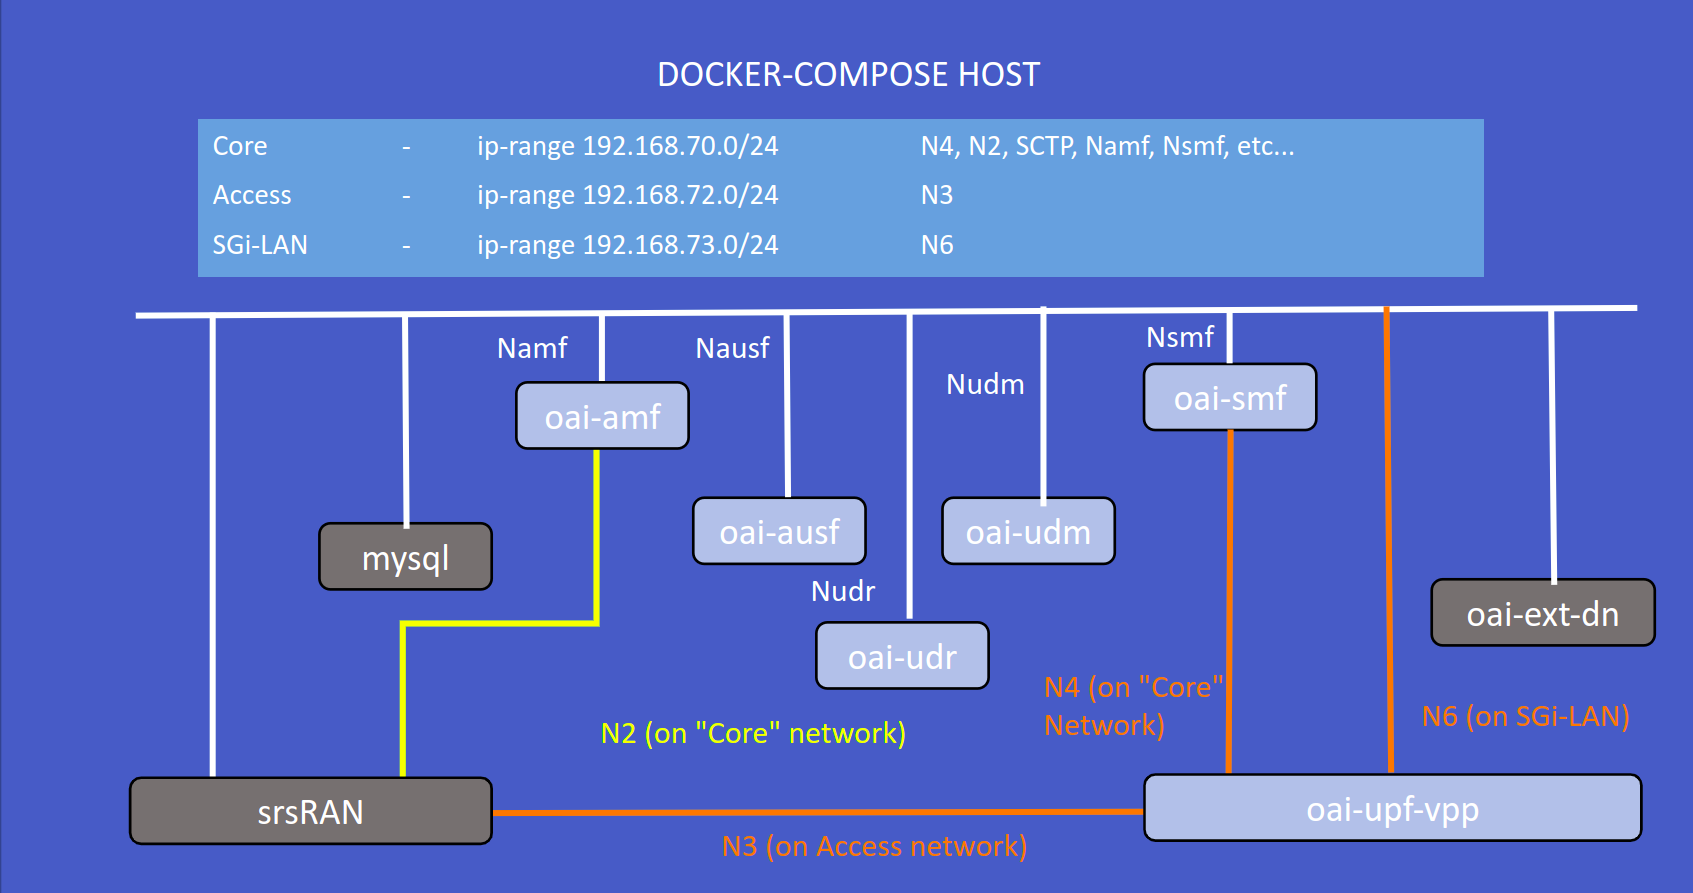 DOCKER-COMPOSE HOST
Core - ip-range 192.168.70.0/24 N4, N2, SCTP, Namf, Nsmf, etc...
Access - ip-range 192.168.72.0/24 N3
SGi-LAN - ip-range 192.168.73.0/24 N6
Namf
Nausf
Nudm
Nsmf
oai-amf
oai-smf
mysql
oai-ausf
oai-udm
Nudr
oai-udr
oai-ext-dn
N2 (on "Core" network)
N4 (on "Core"
Network)
N6 (on SGi-LAN)
srsRAN
oai-upf-vpp
N3 (on Access network)